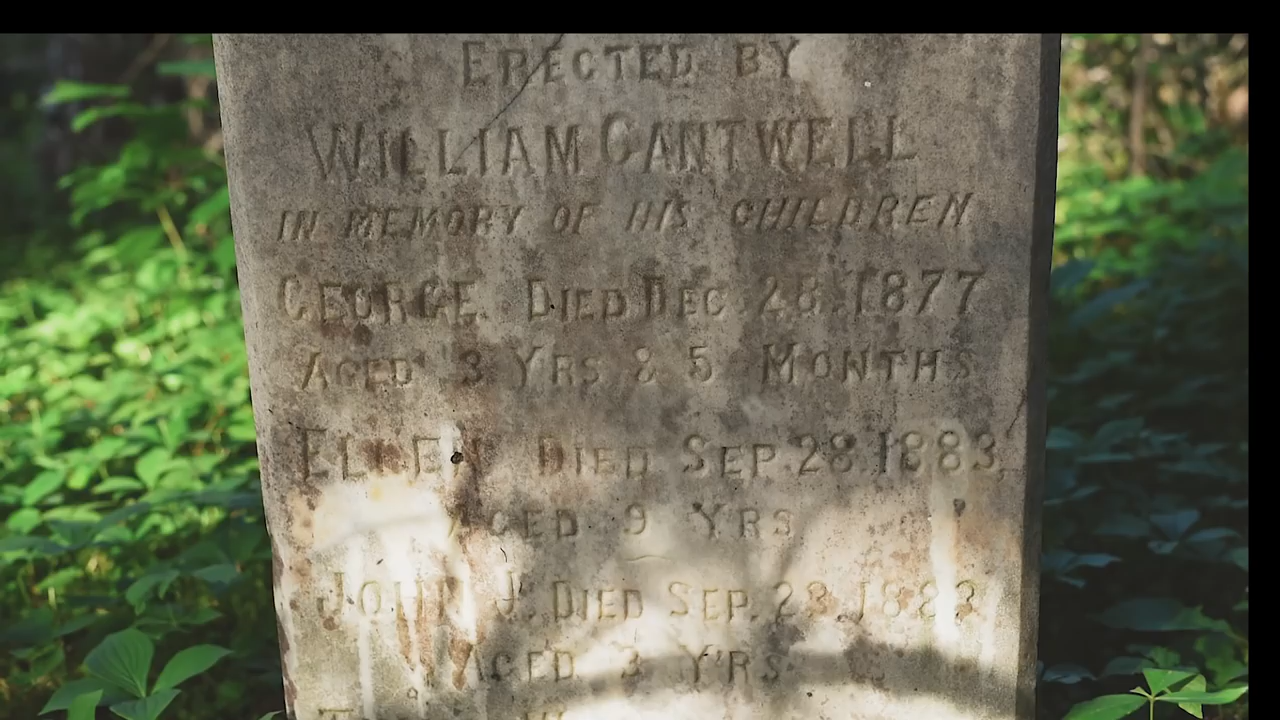 ERECTED BY
WILLIAM CANTWELL
IN MEMORY OF HIS CHILDREN
GEORGE. DIED DEC. 28. 1877
AGED 3 YRS & 5 MONTHS
ELLEN DIED SEP. 28 1883,
AGED 9 YRS
JOHN J. DIED SEP. 28. 1883
AGED 3 Y'RS